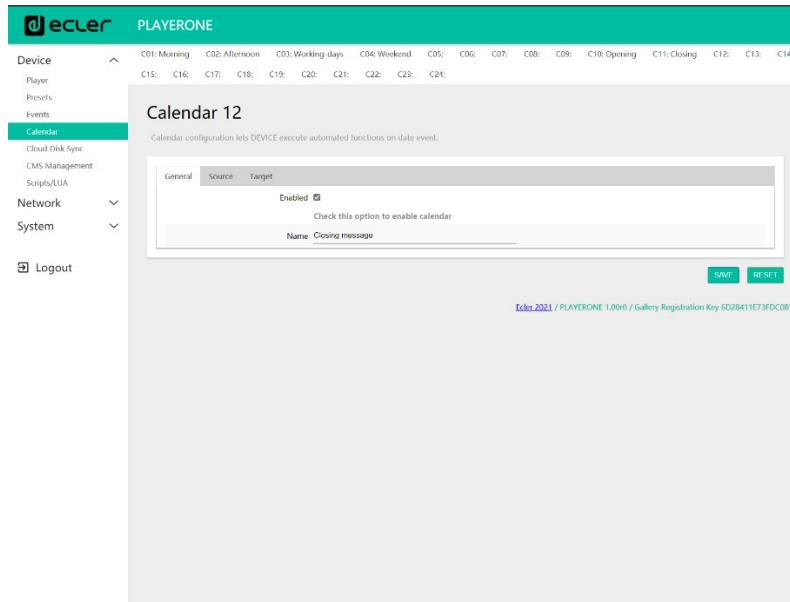 ecler
PLAYERONE
Device
Player
Presets
Events
Calendar
Cloud Disk Sync
CMS Management
Scripts/LUA
Network
System
Logout
C01: Morning C02: Afternoon C03: Working-days C04: Weekend C05: C06: C07: C08: C09: C10: Opening C11: Closing C12: C13: C14
C15: C16: C17: C18: C19: C20: C21: C22: C23: C24:
Calendar 12
Calendar configuration lets DEVICE execute automated functions on date event.
General Source Target
Enabled
Check this option to enable calendar
Name Closing message
SAVE RESET
Ecler 2021 / PLAYERONE 1.00r0 / Gallery Registration Key